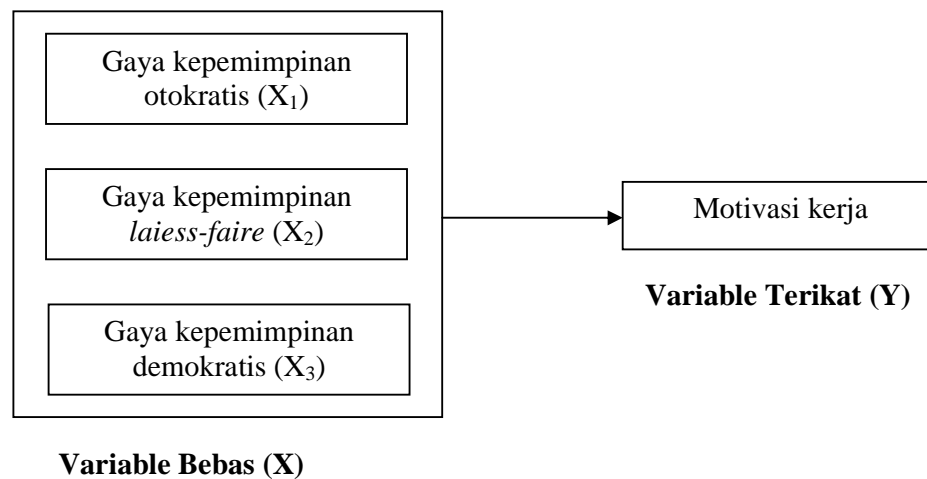 Gaya kepemimpinan
otokratis (X₁)
Gaya kepemimpinan
laiess-faire (X₂)
Gaya kepemimpinan
demokratis (X₃)
Variable Bebas (X)
Motivasi kerja
Variable Terikat (Y)